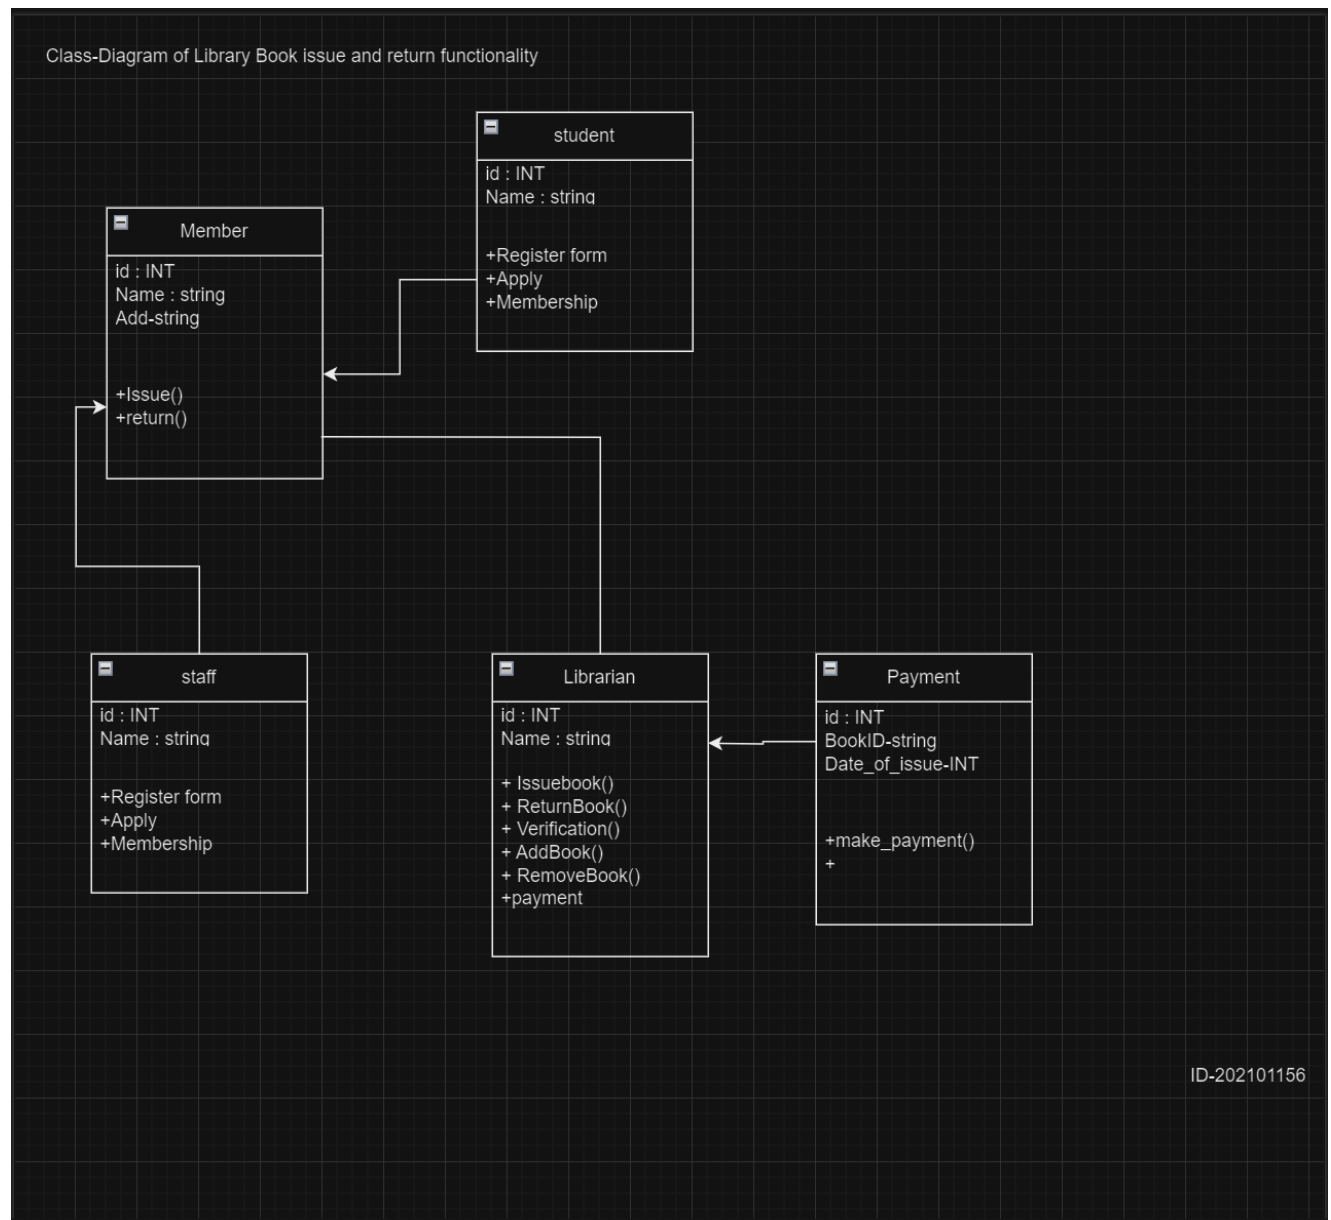 Class-Diagram of Library Book issue and return functionality
student
id : INT
Name : string
+Register form
+Apply
+Membership
Member
id : INT
Name : string
Add-string
+Issue()
+return()
staff
id : INT
Name : string
+Register form
+Apply
+Membership
Librarian
id : INT
Name : string
+ Issuebook()
+ ReturnBook()
+ Verification()
+ AddBook()
+ RemoveBook()
+payment
Payment
id : INT
BookID-string
Date_of_issue-INT
+make_payment()
+
ID-202101156